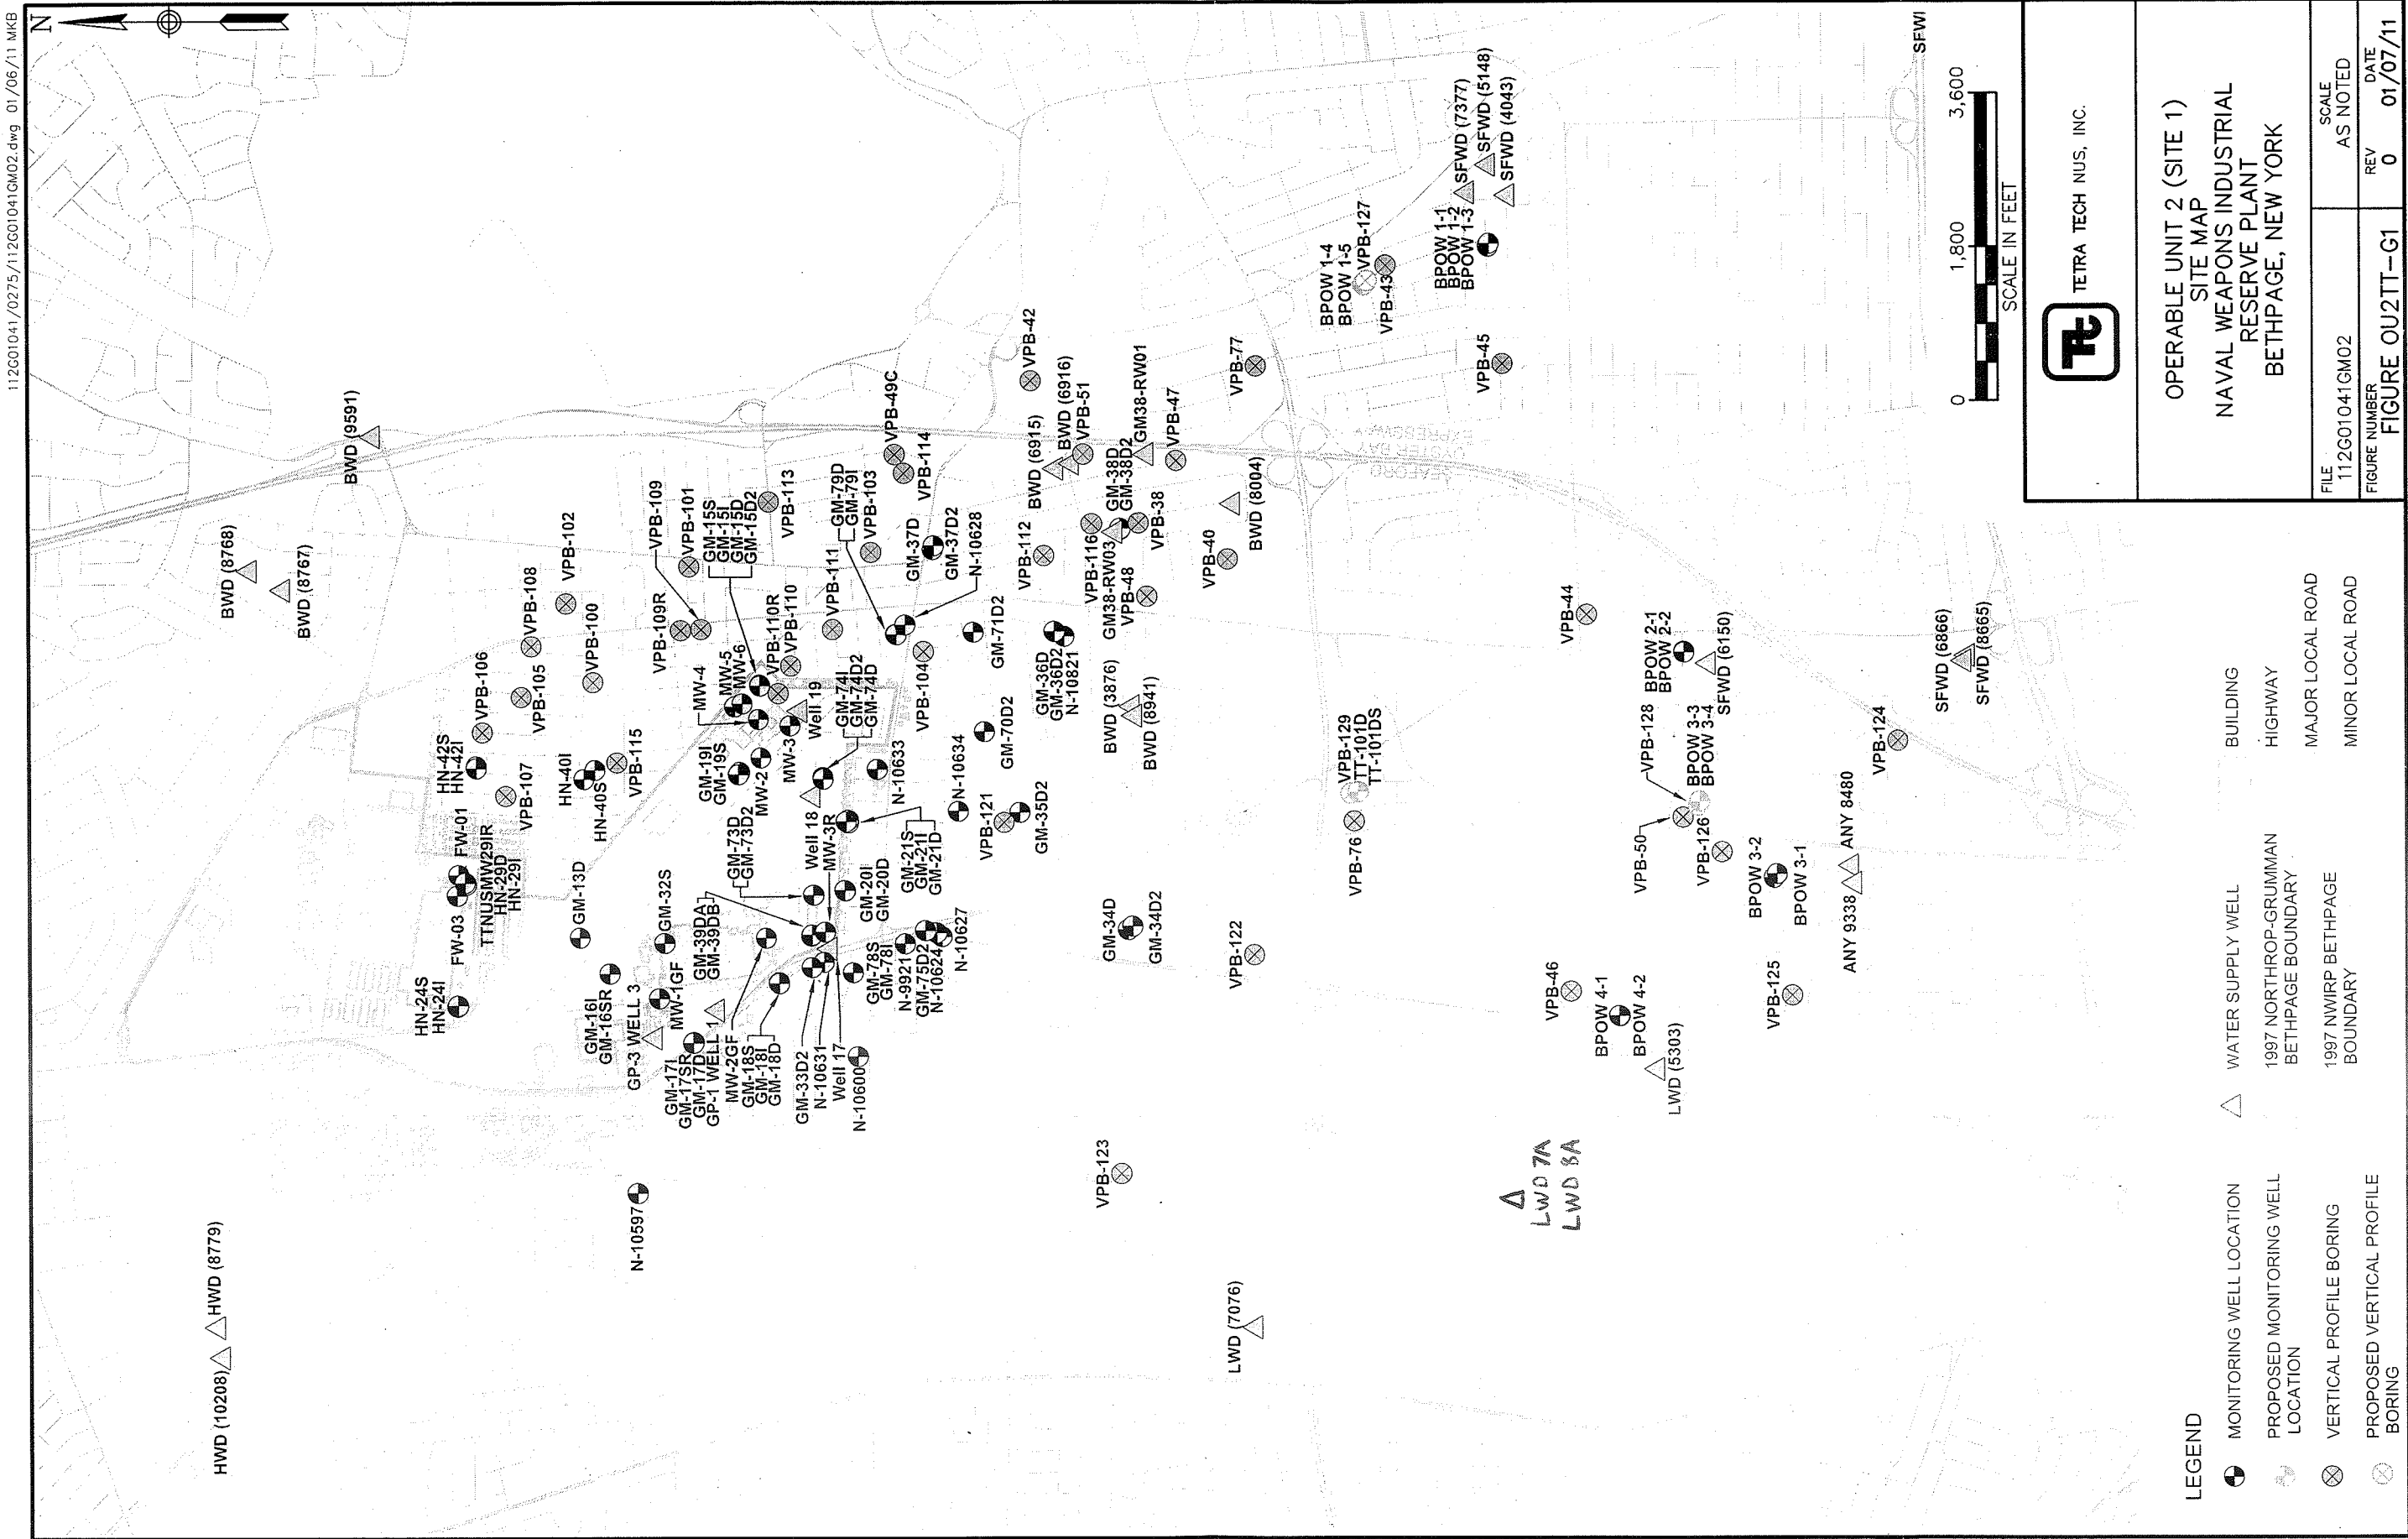 112G01041/0275/112G01041GM02.dwg 01/06/11 MKB
N
HWD (10208)
HWD (8779)
BWD (8768)
BWD (8767)
BWD (9591)
HN-24S
HN-24I
FW-03
FW-01
TTNUSMW29IR
HN-29D
HN-29I
HN-42S
HN-42I
VPB-106
VPB-107
VPB-105
VPB-108
VPB-102
VPB-100
HN-40I
HN-40S
VPB-115
GM-13D
GM-16I
GM-16SR
GP-3 WELL 3
MW-1GF
GM-32S
N-10597
GM-17I
GM-17SR
GM-17D
GP-1 WELL 1
MW-2GF
GM-18S
GM-18I
GM-18D
GM-39DA
GM-39DB
GM-73D
GM-73D2
GM-19I
GM-19S
MW-2
MW-3
MW-4
MW-5
MW-6
VPB-109R
VPB-109
VPB-101
GM-15S
GM-15I
GM-15D
GM-15D2
VPB-113
VPB-110R
VPB-110
Well 19
VPB-111
GM-74I
GM-74D2
GM-74D
Well 18
MW-3R
GM-33D2
N-10631
Well 17
N-10600
GM-20I
GM-20D
GM-78S
GM-78I
N-9921
GM-75D2
N-10624
N-10627
GM-21S
GM-21I
GM-21D
N-10633
N-10634
GM-79D
GM-79I
VPB-103
VPB-49C
VPB-114
GM-37D
GM-37D2
N-10628
VPB-104
GM-71D2
GM-70D2
VPB-121
GM-35D2
VPB-42
VPB-112
BWD (6915)
BWD (6916)
VPB-51
GM-36D
GM-36D2
N-10821
VPB-116
GM38-RW03
GM-38D
GM-38D2
GM38-RW01
VPB-38
VPB-48
VPB-47
BWD (3876)
BWD (8941)
GM-34D
GM-34D2
VPB-123
VPB-122
LWD (7076)
VPB-40
BWD (8004)
VPB-77
SEAFORD
OYSTER BAY
EXPRESSWAY
VPB-76
VPB-129
TT-101D
TT-101DS
BPOW 1-4
BPOW 1-5
VPB-127
VPB-43
BPOW 1-1
BPOW 1-2
BPOW 1-3
SFWD (7377)
SFWD (5148)
SFWD (4043)
VPB-45
LWD 7A
LWD 8A
VPB-46
BPOW 4-1
BPOW 4-2
LWD (5303)
VPB-44
BPOW 2-1
BPOW 2-2
SFWD (6150)
VPB-128
BPOW 3-3
BPOW 3-4
VPB-50
VPB-126
BPOW 3-2
BPOW 3-1
VPB-125
ANY 9338
ANY 8480
VPB-124
SFWD (6866)
SFWD (8665)
SFWI
0 1,800 3,600
SCALE IN FEET
LEGEND
MONITORING WELL LOCATION
PROPOSED MONITORING WELL
LOCATION
VERTICAL PROFILE BORING
PROPOSED VERTICAL PROFILE
BORING
WATER SUPPLY WELL
1997 NORTHROP-GRUMMAN
BETHPAGE BOUNDARY
1997 NWIRP BETHPAGE
BOUNDARY
BUILDING
HIGHWAY
MAJOR LOCAL ROAD
MINOR LOCAL ROAD
Tt TETRA TECH NUS, INC.
OPERABLE UNIT 2 (SITE 1)
SITE MAP
NAVAL WEAPONS INDUSTRIAL
RESERVE PLANT
BETHPAGE, NEW YORK
FILE
112G01041GM02
SCALE
AS NOTED
FIGURE NUMBER
FIGURE OU2TT-G1
REV
0
DATE
01/07/11